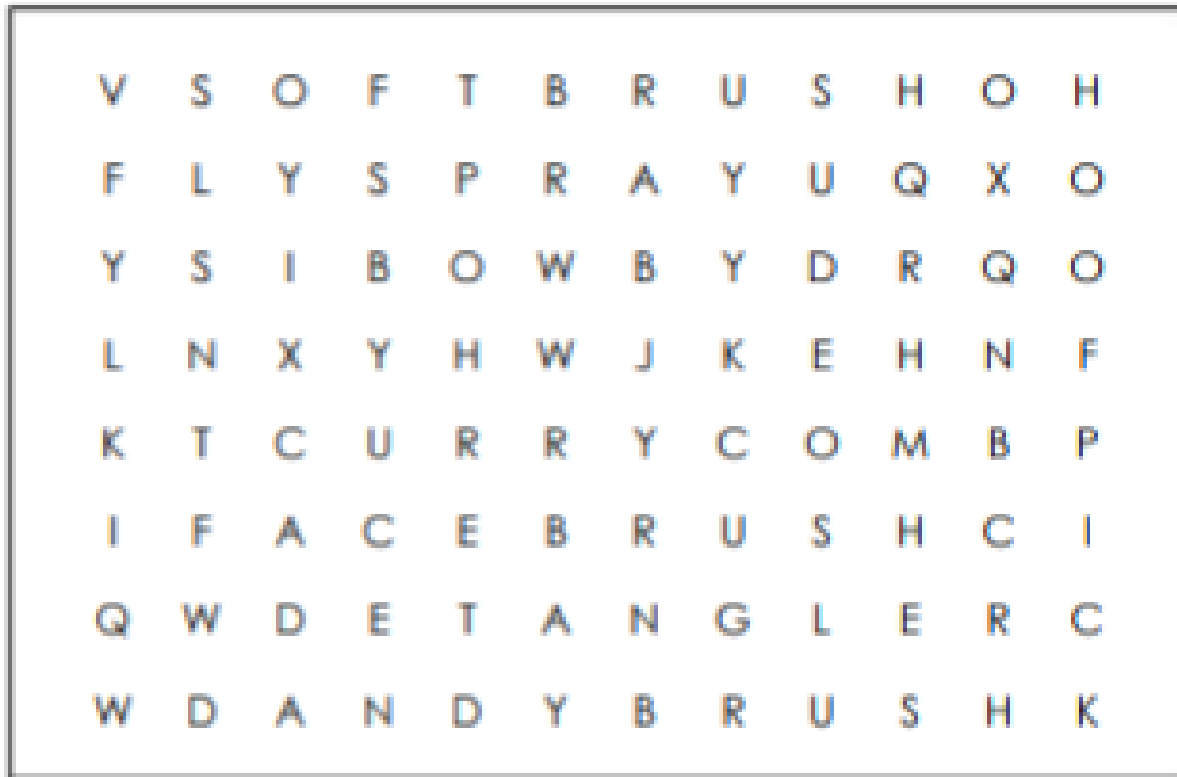 V S O F T B R U S H O H
F L Y S P R A Y U Q X O
Y S I B O W B Y D R Q O
L N X Y H W J K E H N F
K T C U R R Y C O M B P
I F A C E B R U S H C I
Q W D E T A N G L E R C
W D A N D Y B R U S H K